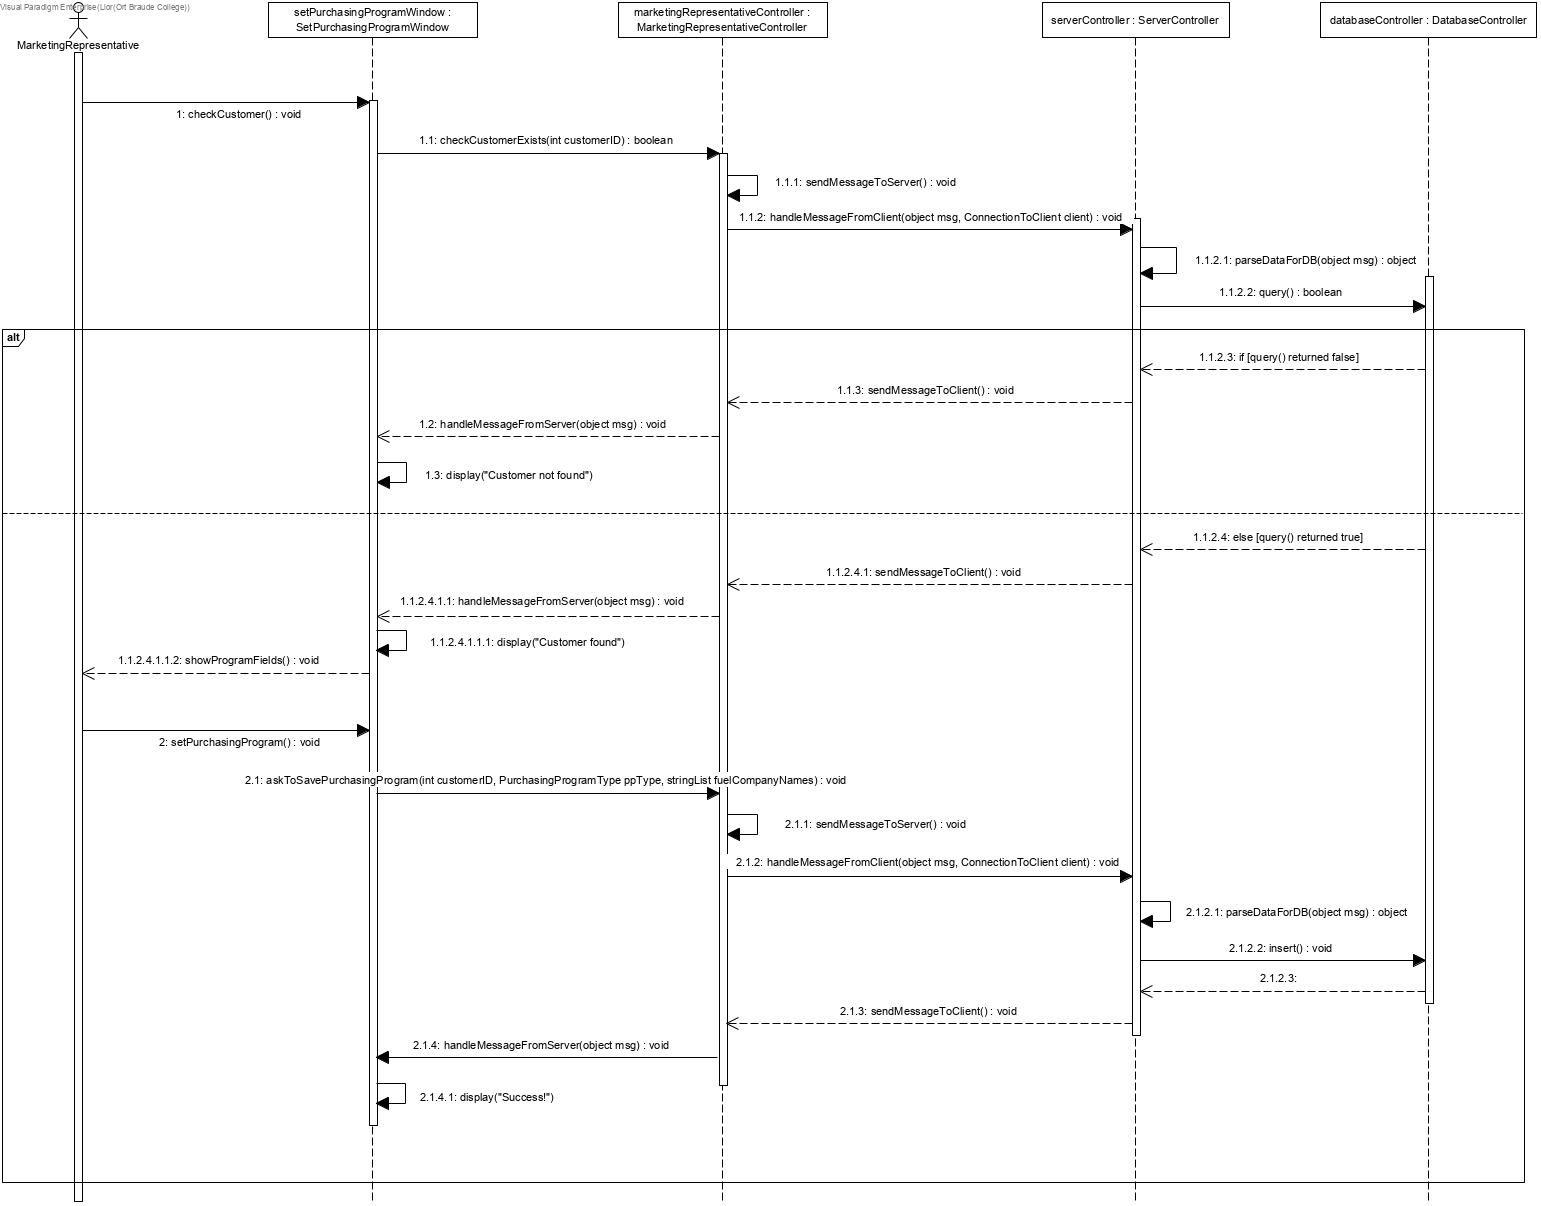 Visual Paradigm Enterprise(Lior(Ort Braude College))
MarketingRepresentative
setPurchasingProgramWindow :
SetPurchasingProgramWindow
marketingRepresentativeController :
MarketingRepresentativeController
serverController : ServerController
databaseController : DatabaseController
1: checkCustomer() : void
1.1: checkCustomerExists(int customerID) : boolean
1.1.1: sendMessageToServer() : void
1.1.2: handleMessageFromClient(object msg, ConnectionToClient client) : void
1.1.2.1: parseDataForDB(object msg) : object
1.1.2.2: query() : boolean
alt
1.1.2.3: if [query() returned false]
1.1.3: sendMessageToClient() : void
1.2: handleMessageFromServer(object msg) : void
1.3: display("Customer not found")
1.1.2.4: else [query() returned true]
1.1.2.4.1: sendMessageToClient() : void
1.1.2.4.1.1: handleMessageFromServer(object msg) : void
1.1.2.4.1.1.1: display("Customer found")
1.1.2.4.1.1.2: showProgramFields() : void
2: setPurchasingProgram() : void
2.1: askToSavePurchasingProgram(int customerID, PurchasingProgramType ppType, stringList fuelCompanyNames) : void
2.1.1: sendMessageToServer() : void
2.1.2: handleMessageFromClient(object msg, ConnectionToClient client) : void
2.1.2.1: parseDataForDB(object msg) : object
2.1.2.2: insert() : void
2.1.2.3:
2.1.3: sendMessageToClient() : void
2.1.4: handleMessageFromServer(object msg) : void
2.1.4.1: display("Success!")